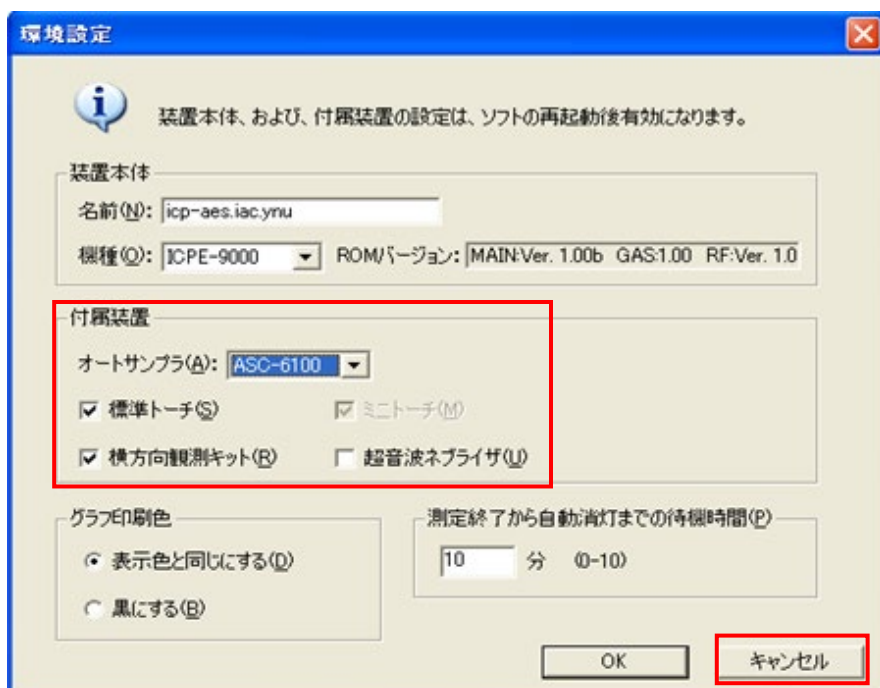 環境設定
装置本体、および、付属装置の設定は、ソフトの再起動後有効になります。
装置本体
名前(N): icp-aes.iac.ynu
機種(O): ICPE-9000 ROMバージョン: MAIN:Ver. 1.00b GAS:1.00 RF:Ver. 1.0
付属装置
オートサンプラ(A): ASC-6100
標準トーチ(S) ミニトーチ(M)
横方向観測キット(R) 超音波ネブライザ(U)
グラフ印刷色 測定終了から自動消灯までの待機時間(P)
表示色と同じにする(D) 10 分 (0-10)
黒にする(B)
OK キャンセル